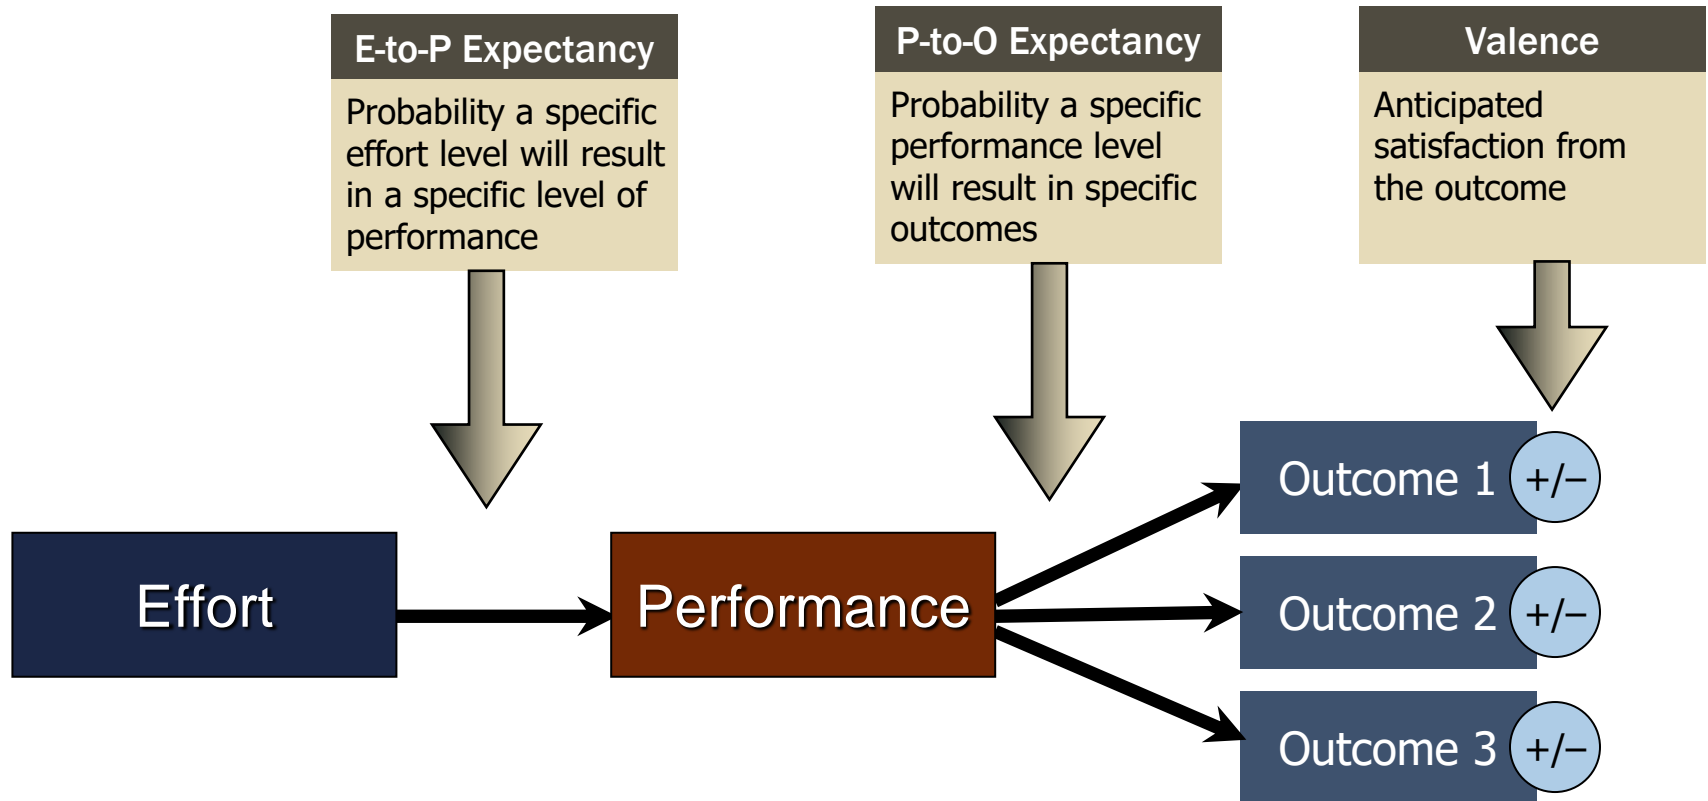 E-to-P Expectancy
Probability a specific
effort level will result
in a specific level of
performance
P-to-O Expectancy
Probability a specific
performance level
will result in specific
outcomes
Valence
Anticipated
satisfaction from
the outcome
Effort
Performance
Outcome 1 +/–
Outcome 2 +/–
Outcome 3 +/–